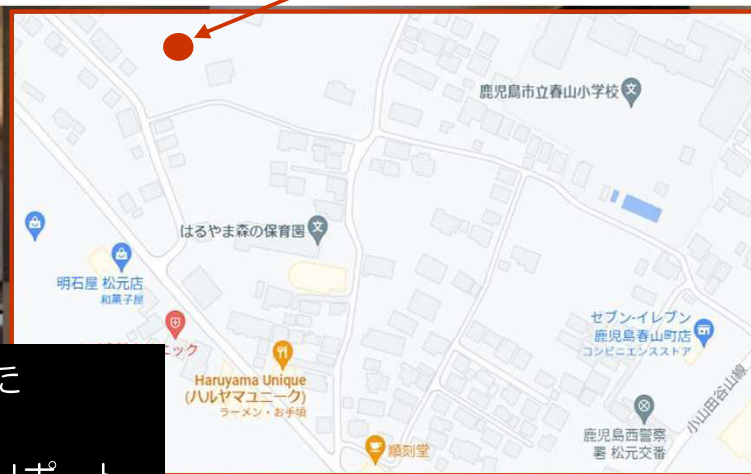 鹿児島市立春山小学校
はるやま森の保育園
明石屋 松元店
和菓子屋
ニック
Haruyama Unique
(ハルヤマユニーク)
ラーメン・お手頃
順刻堂
セブン-イレブン
鹿児島春山町店
コンビニエンスストア
鹿児島西警察
署 松元交番
小山田谷山線